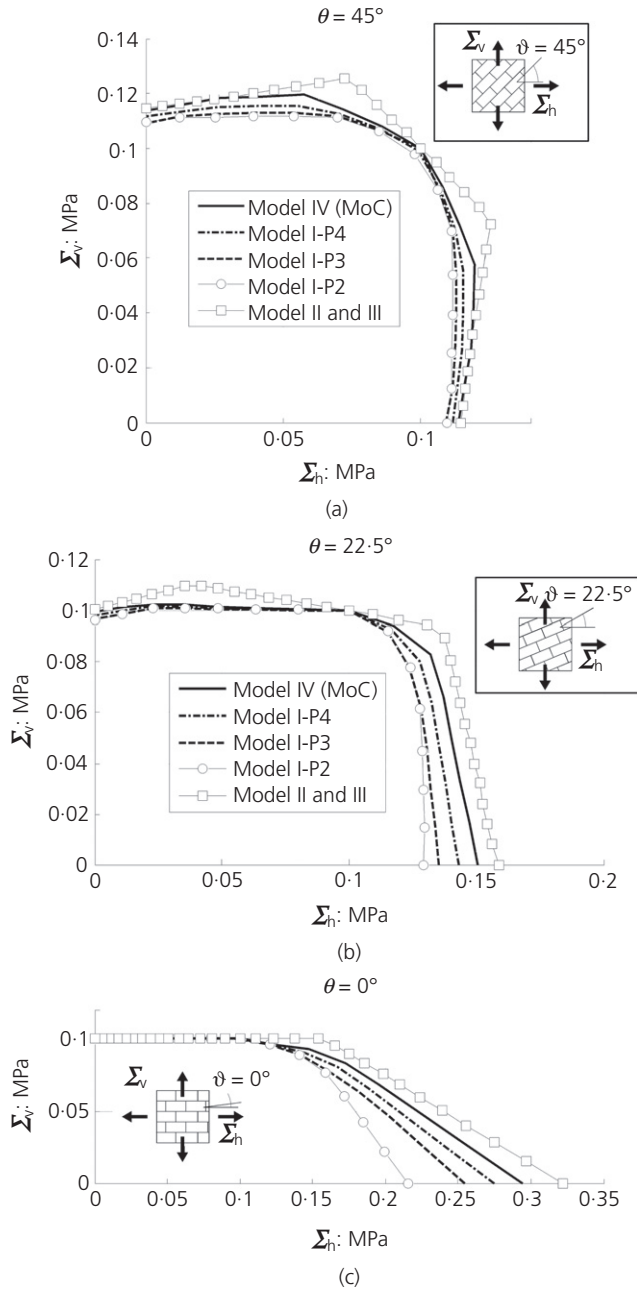 θ = 45°
0·14
0·12
0·1
0·08
0·06
0·04
0·02
0
Σv: MPa
Σv
ϑ = 45°
Σh
Model IV (MoC)
Model I-P4
Model I-P3
Model I-P2
Model II and III
0
0·05
0·1
Σh: MPa
(a)
θ = 22·5°
0·12
0·1
0·08
0·06
0·04
0·02
0
Σv: MPa
Σv ϑ = 22·5°
Σh
Model IV (MoC)
Model I-P4
Model I-P3
Model I-P2
Model II and III
0
0·05
0·1
0·15
0·2
Σh: MPa
(b)
θ = 0°
0·1
0·05
0
Σv: MPa
Σv
ϑ = 0°
Σh
0
0·05
0·1
0·15
0·2
0·25
0·3
0·35
Σh: MPa
(c)